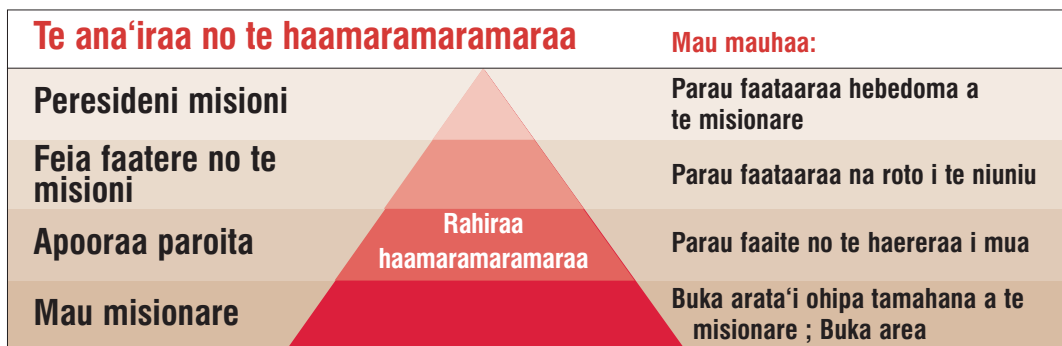 Te ana‘iraa no te haamaramaramaraa
Mau mauhaa:
Peresideni misioni
Parau faataaraa hebedoma a
te misionare
Feia faatere no te
misioni
Parau faataaraa na roto i te niuniu
Apooraa paroita
Rahiraa
haamaramaramaraa
Parau faaite no te haereraa i mua
Mau misionare
Buka arata‘i ohipa tamahana a te
misionare ; Buka area